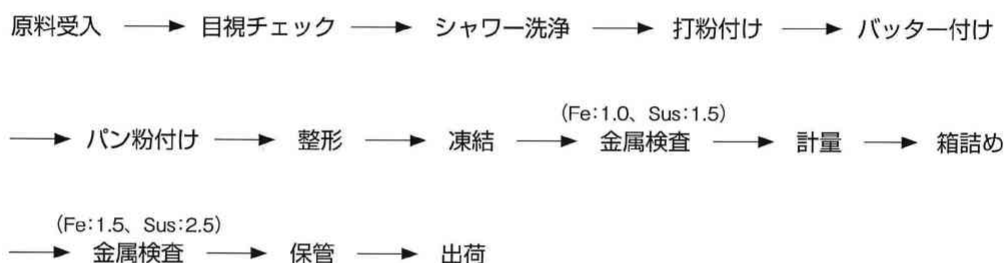 原料受入 → 目視チェック → シャワー洗浄 → 打粉付け → バッター付け
(Fe:1.0、Sus:1.5)
→ パン粉付け → 整形 → 凍結 → 金属検査 → 計量 → 箱詰め
(Fe:1.5、Sus:2.5)
→ 金属検査 → 保管 → 出荷